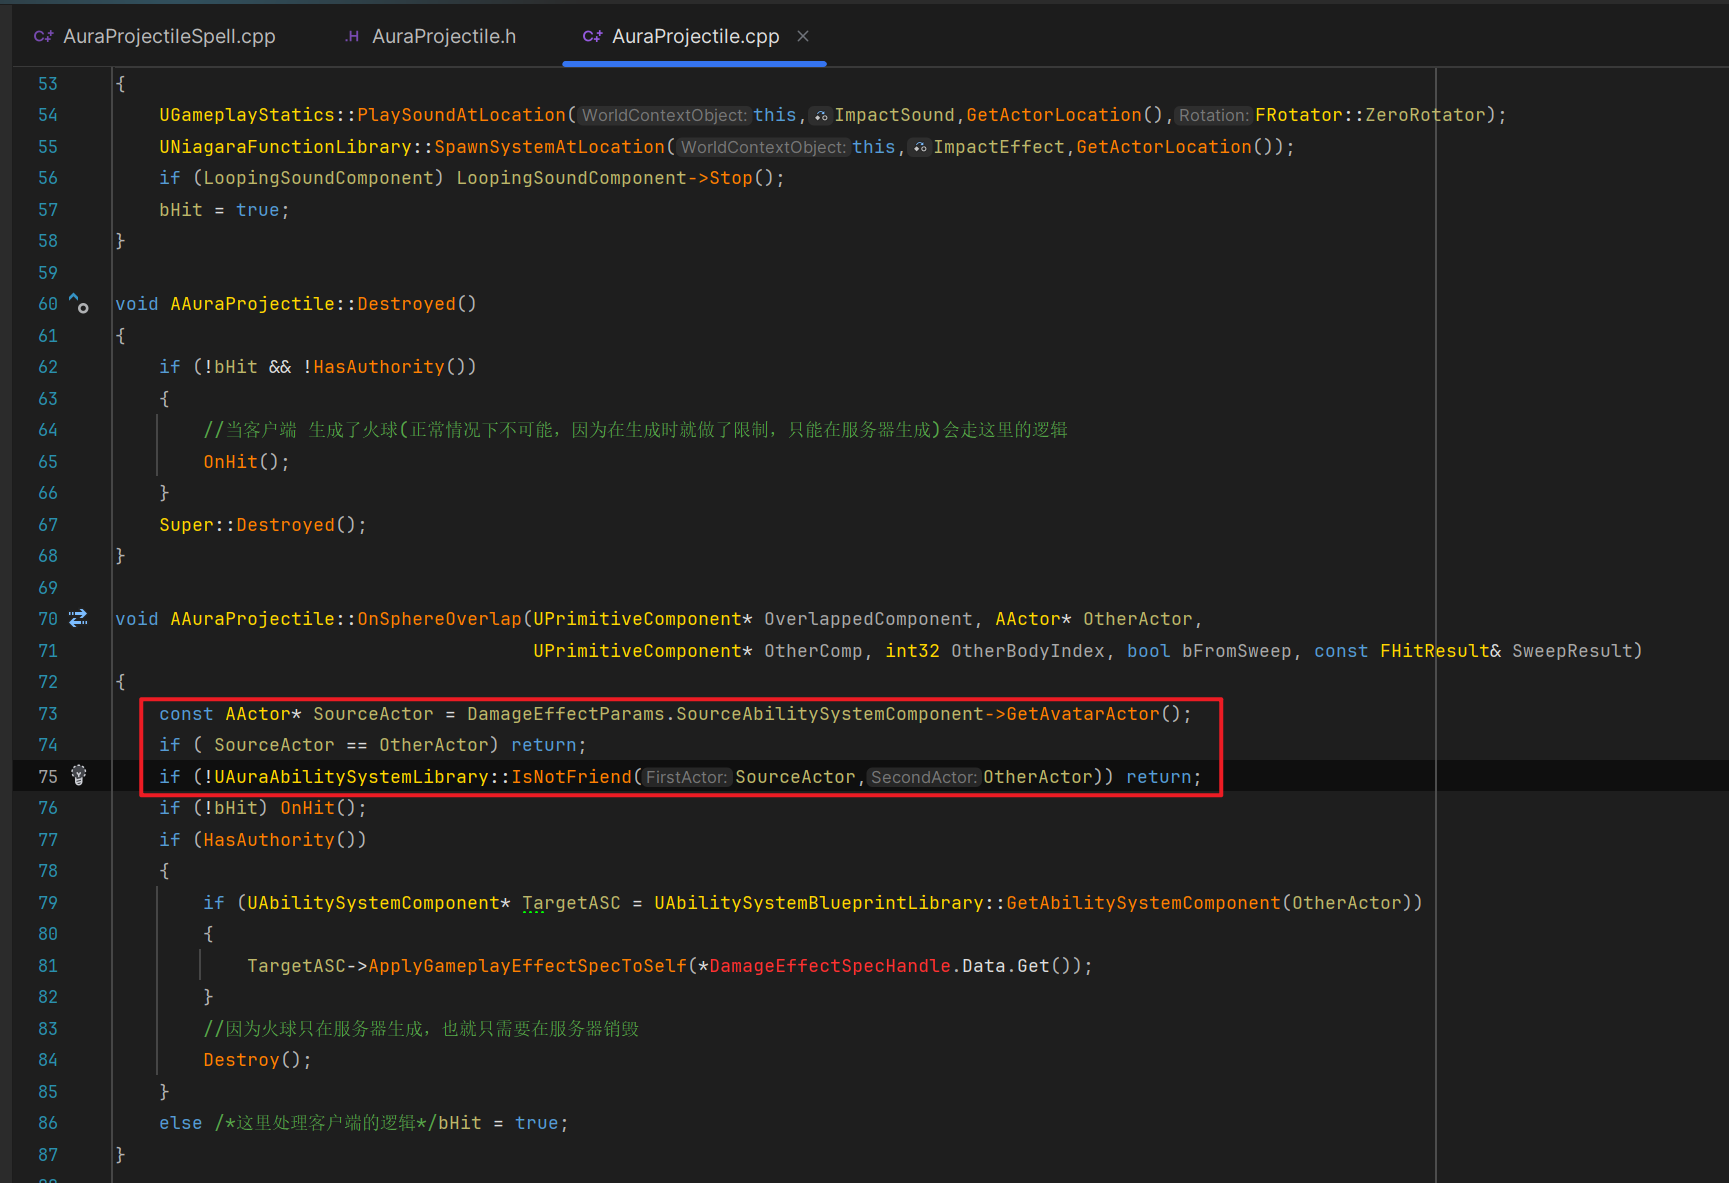 AuraProjectileSpell.cpp .H AuraProjectile.h AuraProjectile.cpp
53 {
54 UGameplayStatics::PlaySoundAtLocation(WorldContextObject:this,ImpactSound,GetActorLocation(),Rotation:FRotator::ZeroRotator);
55 UNiagaraFunctionLibrary::SpawnSystemAtLocation(WorldContextObject:this,ImpactEffect,GetActorLocation());
56 if (LoopingSoundComponent) LoopingSoundComponent->Stop();
57 bHit = true;
58 }
59
60 void AAuraProjectile::Destroyed()
61 {
62 if (!bHit && !HasAuthority())
63 {
64 //当客户端 生成了火球(正常情况下不可能，因为在生成时就做了限制，只能在服务器生成)会走这里的逻辑
65 OnHit();
66 }
67 Super::Destroyed();
68 }
69
70 void AAuraProjectile::OnSphereOverlap(UPrimitiveComponent* OverlappedComponent, AActor* OtherActor,
71 UPrimitiveComponent* OtherComp, int32 OtherBodyIndex, bool bFromSweep, const FHitResult& SweepResult)
72 {
73 const AActor* SourceActor = DamageEffectParams.SourceAbilitySystemComponent->GetAvatarActor();
74 if ( SourceActor == OtherActor) return;
75 if (!UAuraAbilitySystemLibrary::IsNotFriend(FirstActor:SourceActor,SecondActor:OtherActor)) return;
76 if (!bHit) OnHit();
77 if (HasAuthority())
78 {
79 if (UAbilitySystemComponent* TargetASC = UAbilitySystemBlueprintLibrary::GetAbilitySystemComponent(OtherActor))
80 {
81 TargetASC->ApplyGameplayEffectSpecToSelf(*DamageEffectSpecHandle.Data.Get());
82 }
83 //因为火球只在服务器生成，也就只需要在服务器销毁
84 Destroy();
85 }
86 else /*这里处理客户端的逻辑*/bHit = true;
87 }